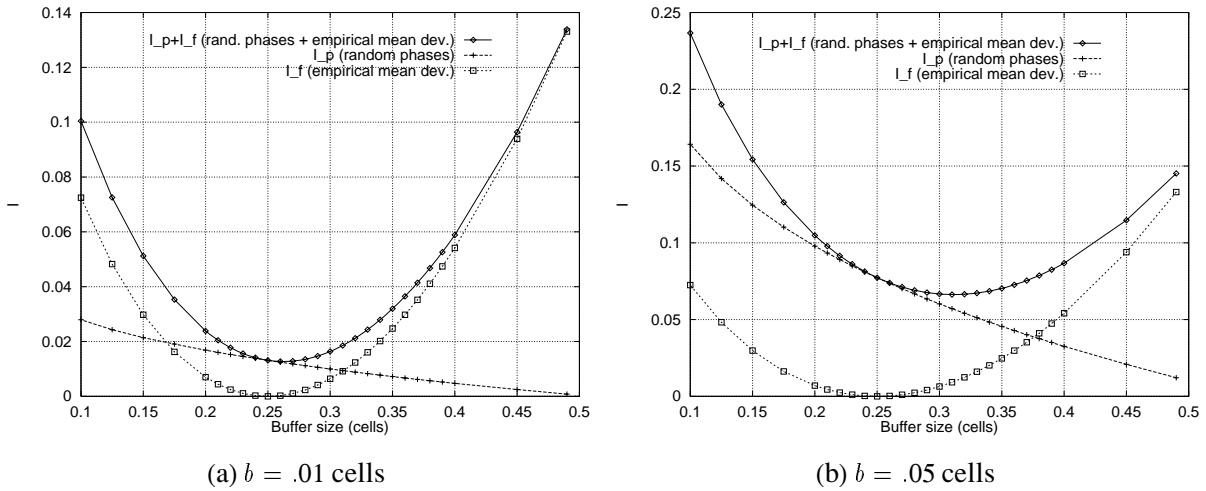 0.14
0.12
0.1
0.08
0.06
0.04
0.02
0
I
I_p+I_f (rand. phases + empirical mean dev.)
I_p (random phases)
I_f (empirical mean dev.)
0.1 0.15 0.2 0.25 0.3 0.35 0.4 0.45 0.5
Buffer size (cells)
(a) b = .01 cells
0.25
0.2
0.15
0.1
0.05
0
I
I_p+I_f (rand. phases + empirical mean dev.)
I_p (random phases)
I_f (empirical mean dev.)
0.1 0.15 0.2 0.25 0.3 0.35 0.4 0.45 0.5
Buffer size (cells)
(b) b = .05 cells